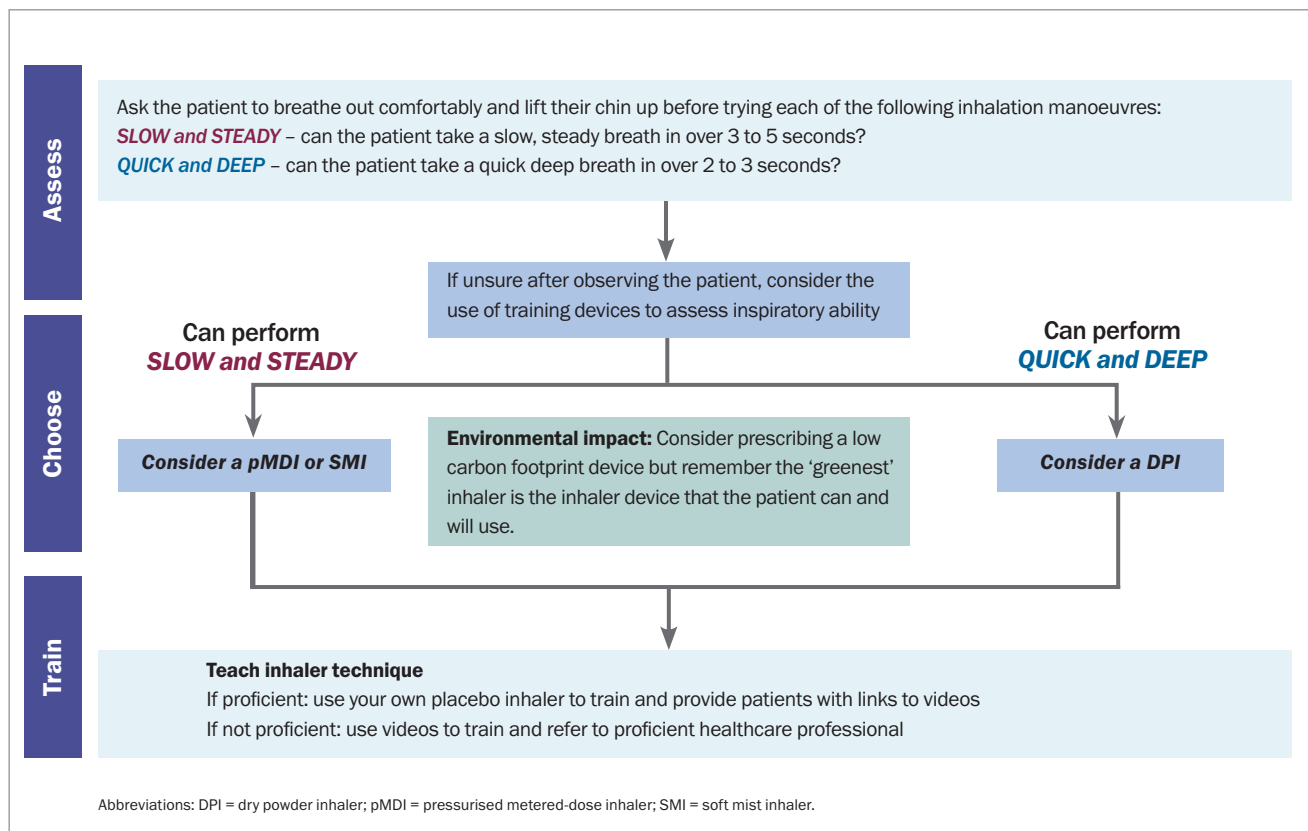 Assess
Ask the patient to breathe out comfortably and lift their chin up before trying each of the following inhalation manoeuvres:
SLOW and STEADY – can the patient take a slow, steady breath in over 3 to 5 seconds?
QUICK and DEEP – can the patient take a quick deep breath in over 2 to 3 seconds?
If unsure after observing the patient, consider the
use of training devices to assess inspiratory ability
Choose
Can perform
SLOW and STEADY
Can perform
QUICK and DEEP
Consider a pMDI or SMI
Environmental impact: Consider prescribing a low
carbon footprint device but remember the ‘greenest’
inhaler is the inhaler device that the patient can and
will use.
Consider a DPI
Train
Teach inhaler technique
If proficient: use your own placebo inhaler to train and provide patients with links to videos
If not proficient: use videos to train and refer to proficient healthcare professional
Abbreviations: DPI = dry powder inhaler; pMDI = pressurised metered-dose inhaler; SMI = soft mist inhaler.